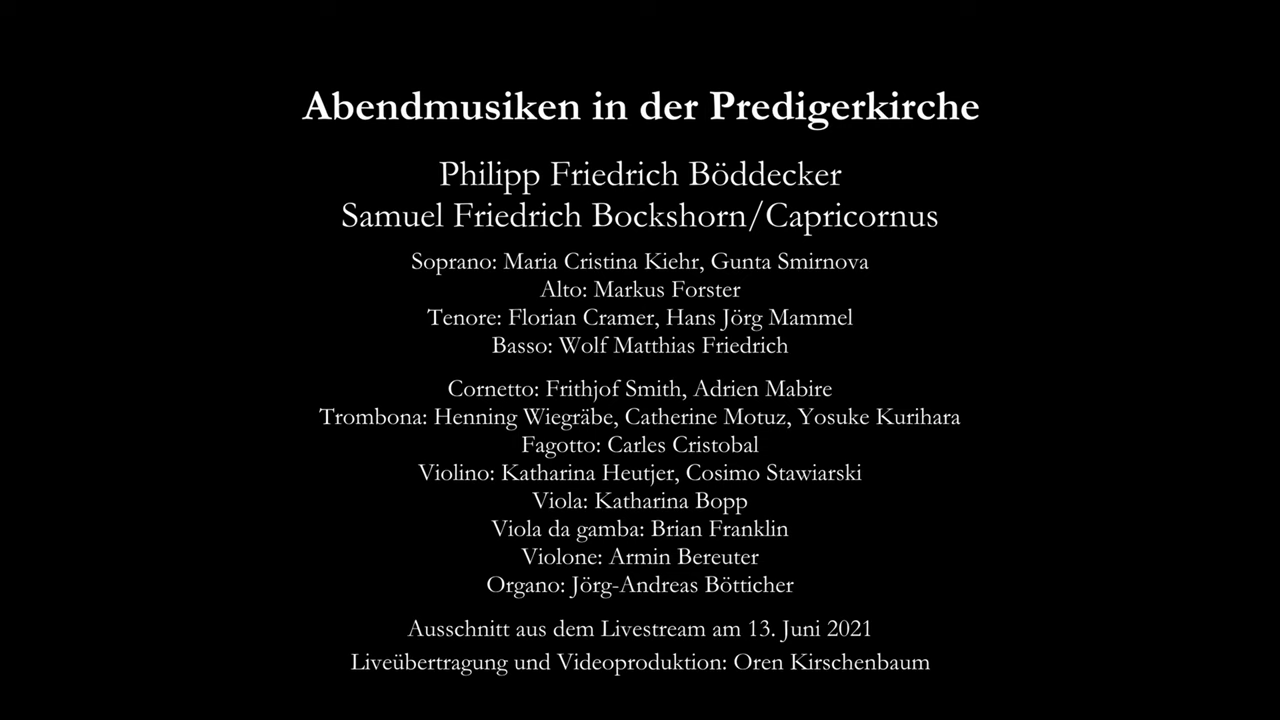 Abendmusiken in der Predigerkirche
Philipp Friedrich Böddecker
Samuel Friedrich Bockshorn/Capricornus
Soprano: Maria Cristina Kiehr, Gunta Smirnova
Alto: Markus Forster
Tenore: Florian Cramer, Hans Jörg Mammel
Basso: Wolf Matthias Friedrich
Cornetto: Frithjof Smith, Adrien Mabire
Trombona: Henning Wiegräbe, Catherine Motuz, Yosuke Kurihara
Fagotto: Carles Cristobal
Violino: Katharina Heutjer, Cosimo Stawiarski
Viola: Katharina Bopp
Viola da gamba: Brian Franklin
Violone: Armin Bereuter
Organo: Jörg-Andreas Bötticher
Ausschnitt aus dem Livestream am 13. Juni 2021
Liveübertragung und Videoproduktion: Oren Kirschenbaum